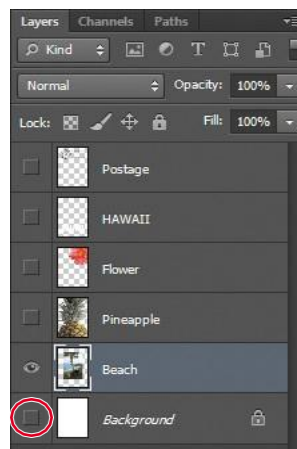 Layers Channels Paths
Kind
Normal Opacity: 100%
Lock: Fill: 100%
Postage
HAWAII
Flower
Pineapple
Beach
Background